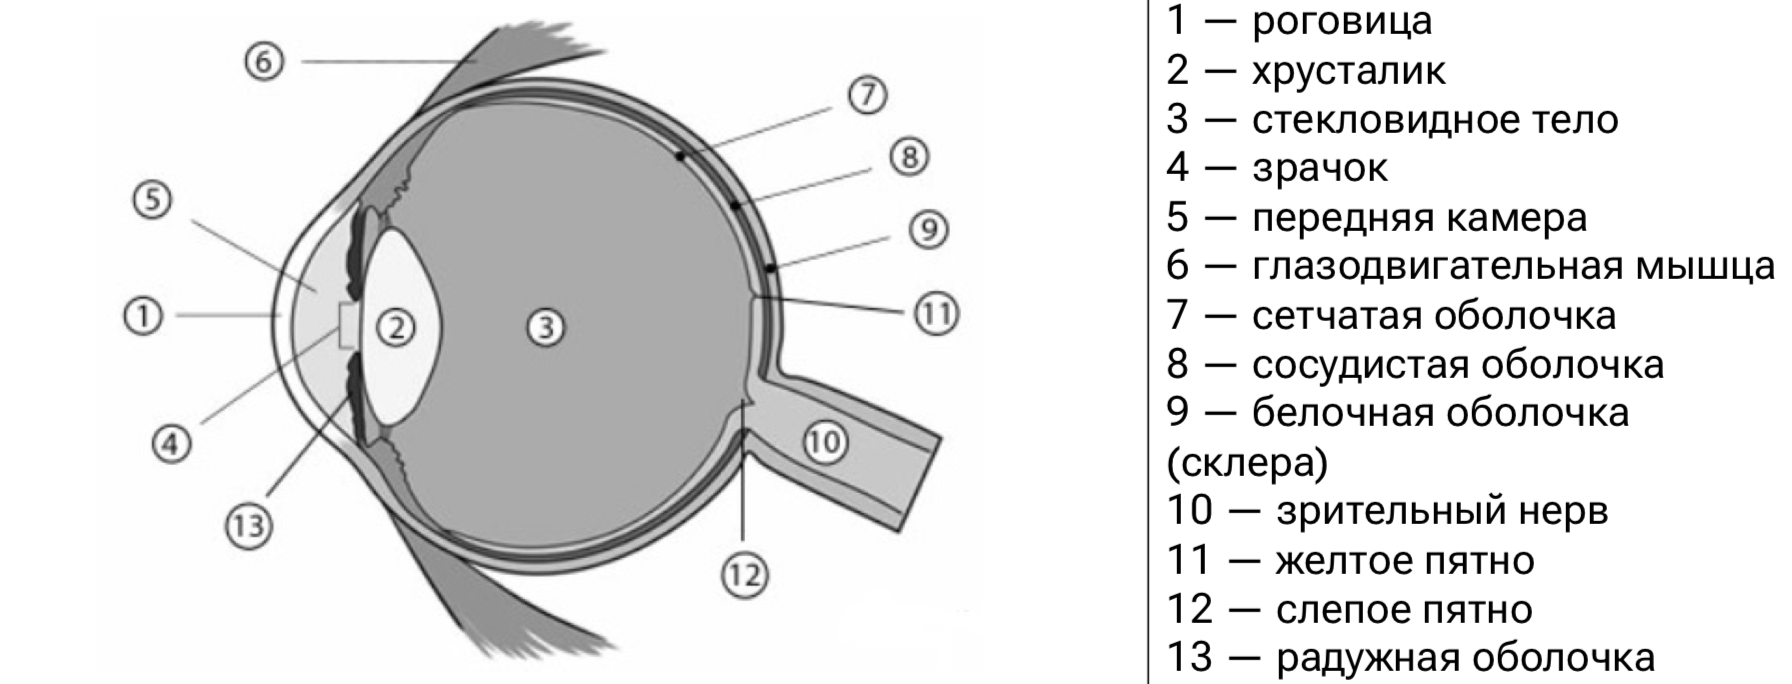 6
7
8
5
9
1
2
3
11
4
10
13
12
1 — роговица
2 — хрусталик
3 — стекловидное тело
4 — зрачок
5 — передняя камера
6 — глазодвигательная мышца
7 — сетчатая оболочка
8 — сосудистая оболочка
9 — белочная оболочка
(склера)
10 — зрительный нерв
11 — желтое пятно
12 — слепое пятно
13 — радужная оболочка